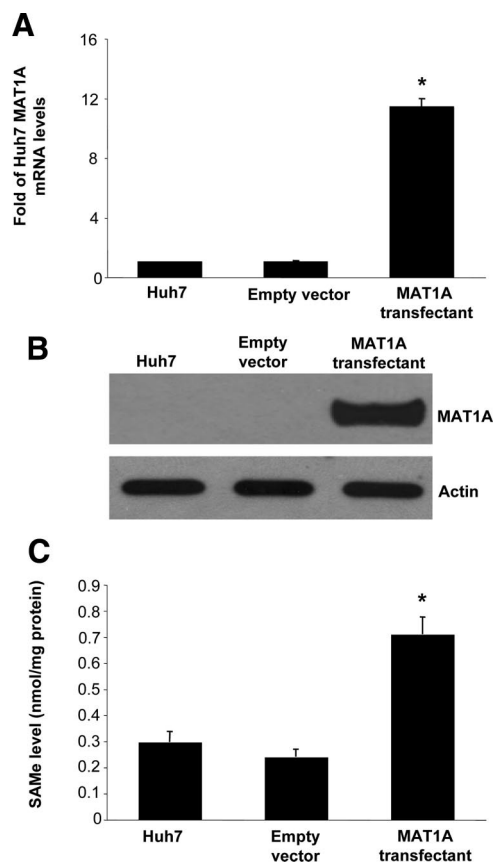 A
Fold of Huh7 MAT1A
mRNA levels
16
12
8
4
0
*
Huh7
Empty vector
MAT1A
transfectant
B
Huh7
Empty
vector
MAT1A
transfectant
MAT1A
Actin
C
SAMe level (nmol/mg protein)
0.9
0.8
0.7
0.6
0.5
0.4
0.3
0.2
0.1
0
*
Huh7
Empty
vector
MAT1A
transfectant